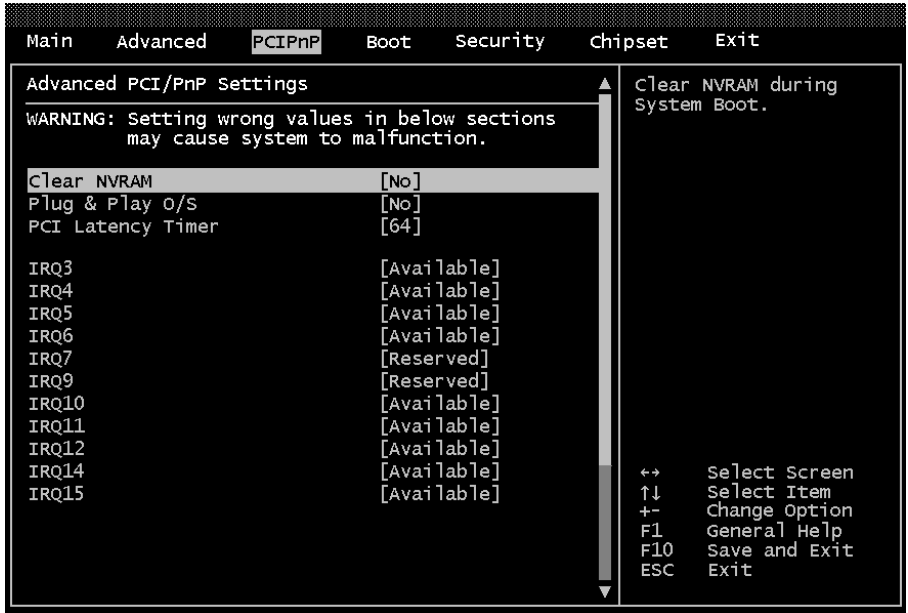 Main Advanced PCIPnP Boot Security Chipset Exit
Advanced PCI/PnP Settings
WARNING: Setting wrong values in below sections
may cause system to malfunction.
Clear NVRAM [No]
Plug & Play O/S [No]
PCI Latency Timer [64]
IRQ3 [Available]
IRQ4 [Available]
IRQ5 [Available]
IRQ6 [Available]
IRQ7 [Reserved]
IRQ9 [Reserved]
IRQ10 [Available]
IRQ11 [Available]
IRQ12 [Available]
IRQ14 [Available]
IRQ15 [Available]
Clear NVRAM during
System Boot.
↔ Select Screen
↑↓ Select Item
+- Change Option
F1 General Help
F10 Save and Exit
ESC Exit